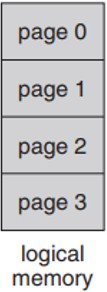 page 0
page 1
page 2
page 3
logical
memory